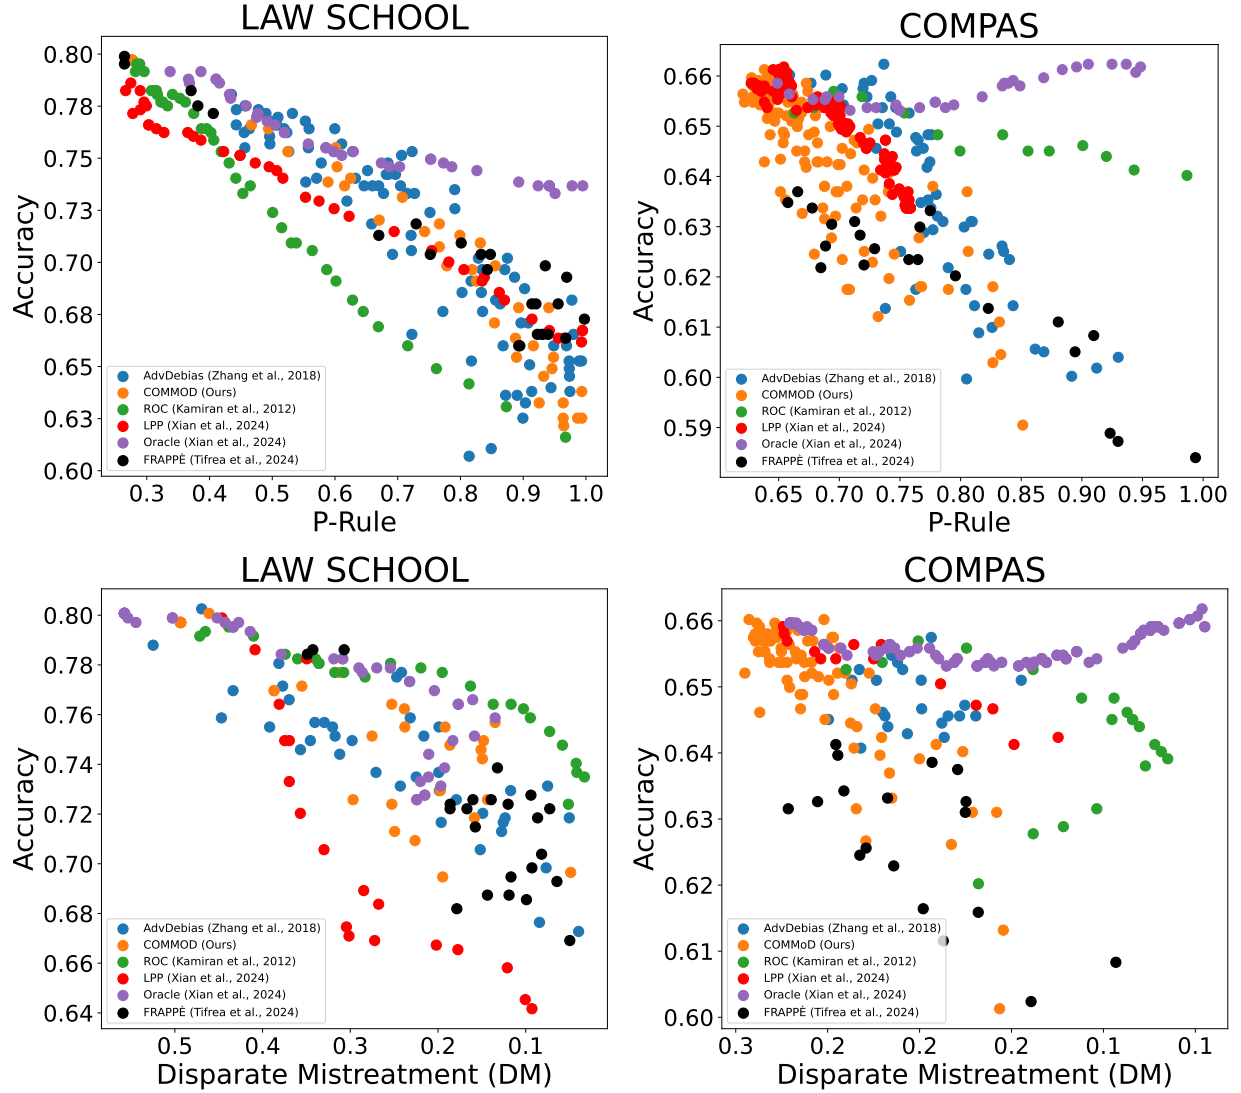 LAW SCHOOL
Accuracy
0.80
0.78
0.75
0.73
0.70
0.68
0.65
0.63
0.60
AdvDebias (Zhang et al., 2018)
COMMOD (Ours)
ROC (Kamiran et al., 2012)
LPP (Xian et al., 2024)
Oracle (Xian et al., 2024)
FRAPPÈ (Tifrea et al., 2024)
0.3 0.4 0.5 0.6 0.7 0.8 0.9 1.0
P-Rule
COMPAS
Accuracy
0.66
0.65
0.64
0.63
0.62
0.61
0.60
0.59
AdvDebias (Zhang et al., 2018)
COMMOD (Ours)
ROC (Kamiran et al., 2012)
LPP (Xian et al., 2024)
Oracle (Xian et al., 2024)
FRAPPÈ (Tifrea et al., 2024)
0.65 0.70 0.75 0.80 0.85 0.90 0.95 1.00
P-Rule
LAW SCHOOL
Accuracy
0.80
0.78
0.76
0.74
0.72
0.70
0.68
0.66
0.64
AdvDebias (Zhang et al., 2018)
COMMOD (Ours)
ROC (Kamiran et al., 2012)
LPP (Xian et al., 2024)
Oracle (Xian et al., 2024)
FRAPPÈ (Tifrea et al., 2024)
0.5 0.4 0.3 0.2 0.1
Disparate Mistreatment (DM)
COMPAS
Accuracy
0.66
0.65
0.64
0.63
0.62
0.61
0.60
AdvDebias (Zhang et al., 2018)
COMMoD (Ours)
ROC (Kamiran et al., 2012)
LPP (Xian et al., 2024)
Oracle (Xian et al., 2024)
FRAPPÈ (Tifrea et al., 2024)
0.3 0.2 0.2 0.2 0.1 0.1
Disparate Mistreatment (DM)